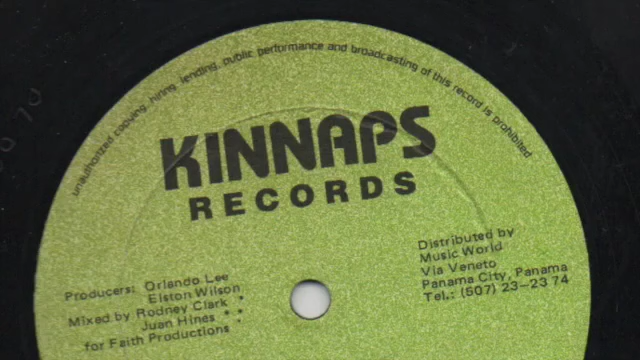 unauthorized copying, hiring, lending, public performance and broadcasting of this record is prohibited
KINNAPS
RECORDS
Producers: Orlando Lee
Elston Wilson
Mixed by Rodney Clark •
Juan Hines • •
for Faith Productions •
Distributed by
Music World
Via Veneto
Panama City, Panama
Tel.: (507) 23-23 74